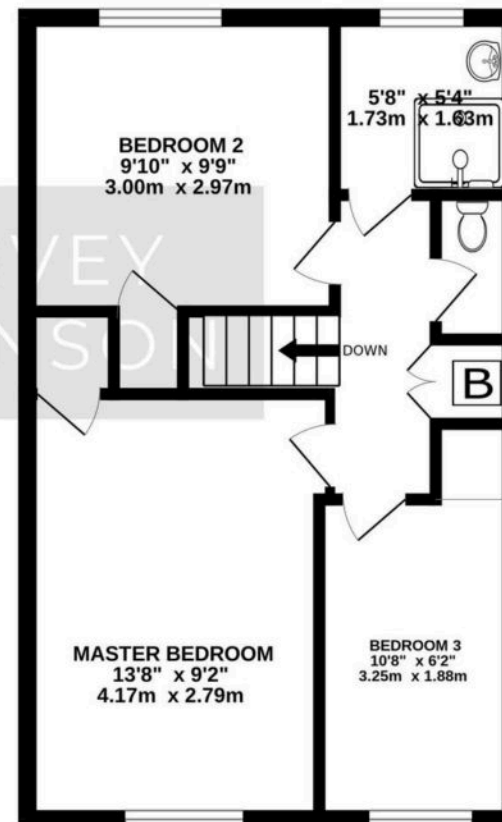 BEDROOM 2
9'10" x 9'9"
3.00m x 2.97m
5'8" x 5'4"
1.73m x 1.63m
VEY
NSON
DOWN
B
MASTER BEDROOM
13'8" x 9'2"
4.17m x 2.79m
BEDROOM 3
10'8" x 6'2"
3.25m x 1.88m